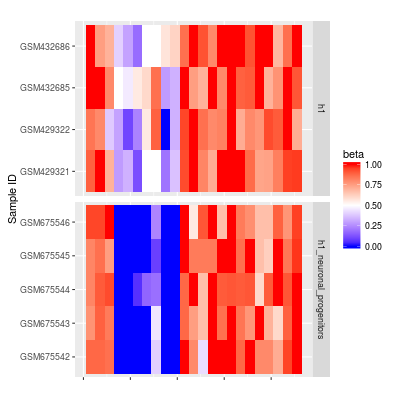 GSM432686
GSM432685
GSM429322
GSM429321
h1
GSM675546
GSM675545
GSM675544
GSM675543
GSM675542
h1_neuronal_progenitors
Sample ID
beta
1.00
0.75
0.50
0.25
0.00